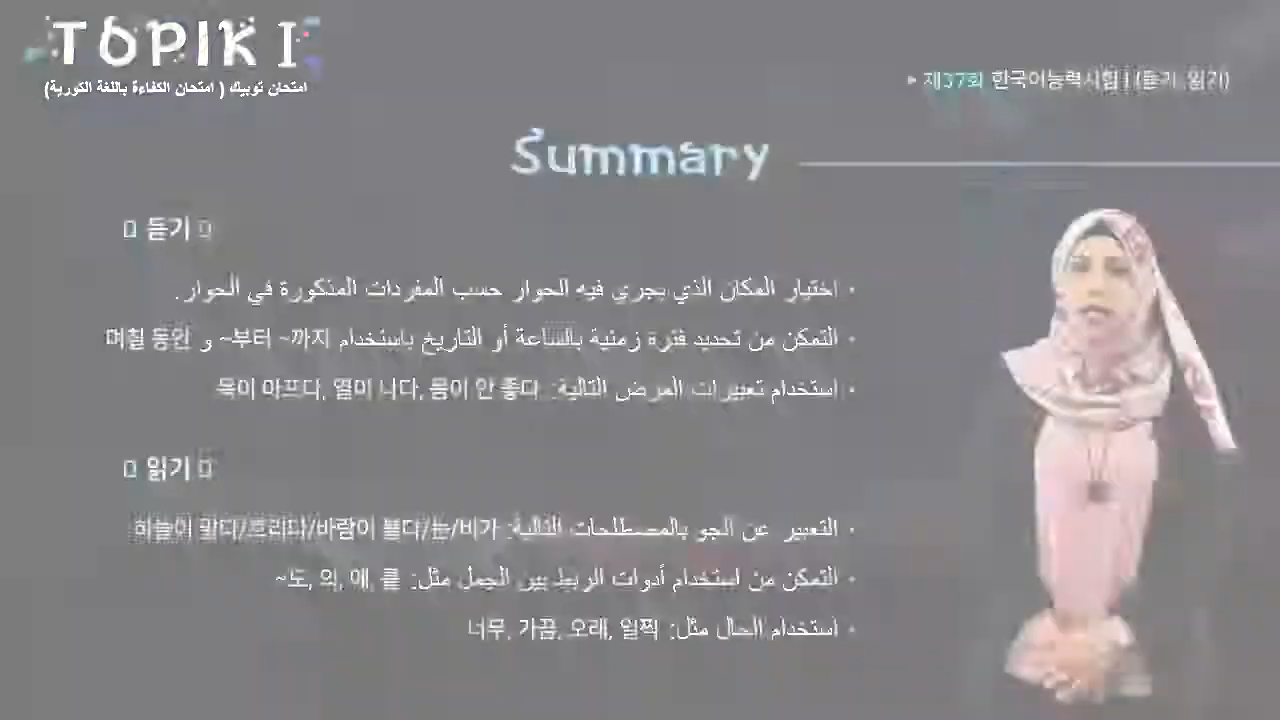 TOPIK I
امتحان توبيك ( امتحان الكفاءة باللغة الكورية)
제37회 한국어능력시험 I (듣기, 읽기)
Summary
듣기
· اختيار المكان الذي يجري فيه الحوار حسب المفردات المذكورة في الحوار.
· التمكن من تحديد فترة زمنية بالساعة أو التاريخ باستخدام ~부터 ~까지 و 며칠 동안
· استخدام تعبيرات المرض التالية: 목이 아프다, 열이 나다, 몸이 안 좋다
읽기
· التعبير عن الجو بالمصطلحات التالية: 하늘이 맑다/흐리다/바람이 불다/눈/비가
· التمكن من استخدام أدوات الربط بين الجمل مثل: ~도, 의, 에, 를
· استخدام الحال مثل: 너무, 가끔, 오래, 일찍